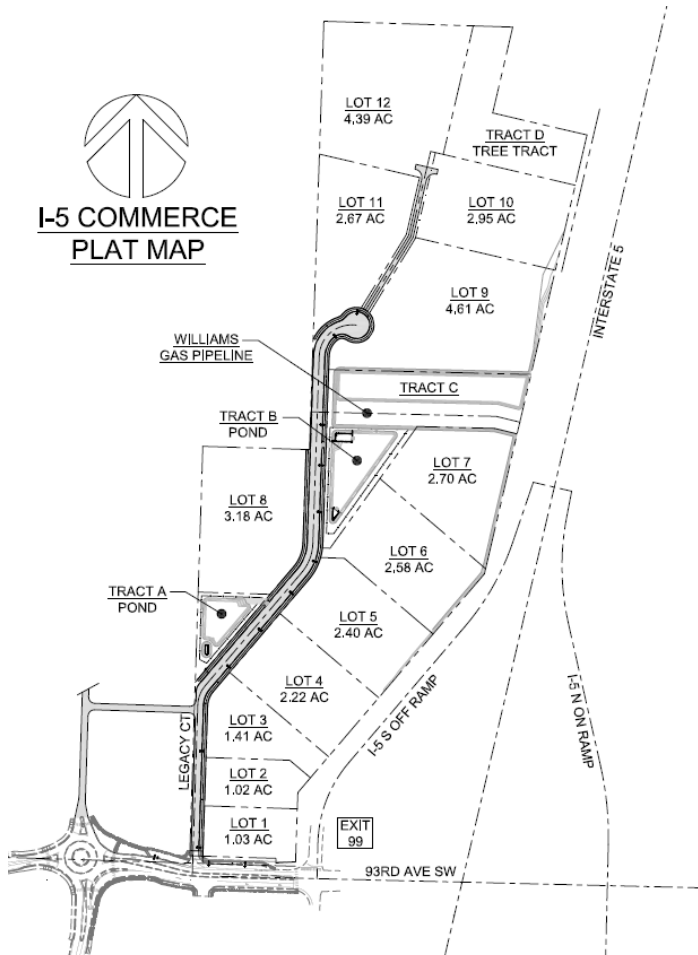 I-5 COMMERCE
PLAT MAP
LOT 12
4.39 AC
TRACT D
TREE TRACT
LOT 11
2.67 AC
LOT 10
2.95 AC
LOT 9
4.61 AC
INTERSTATE 5
WILLIAMS
GAS PIPELINE
TRACT C
TRACT B
POND
LOT 7
2.70 AC
LOT 8
3.18 AC
LOT 6
2.58 AC
TRACT A
POND
LOT 5
2.40 AC
LOT 4
2.22 AC
LOT 3
1.41 AC
I-5 S OFF RAMP
I-5 N ON RAMP
LEGACY CT
LOT 2
1.02 AC
LOT 1
1.03 AC
EXIT
99
93RD AVE SW